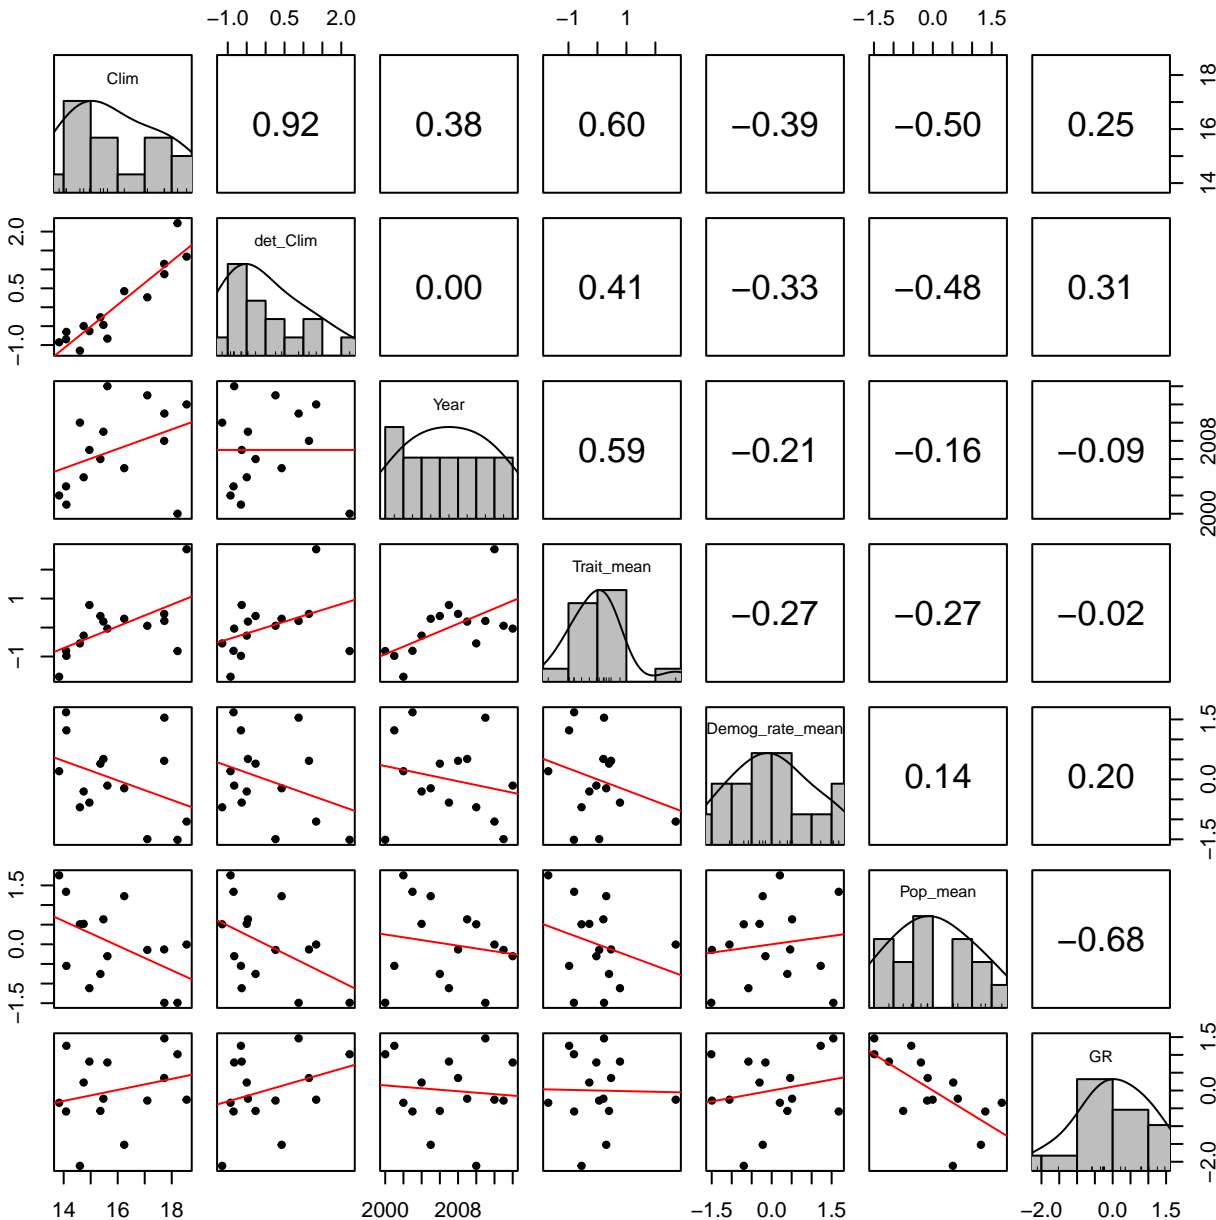 −1.0 0.5 2.0 −1 1 −1.5 0.0 1.5
Clim 0.92 0.38 0.60 −0.39 −0.50 0.25 14 16 18
−1.0 0.5 2.0 det_Clim 0.00 0.41 −0.33 −0.48 0.31
Year 0.59 −0.21 −0.16 −0.09 2000 2008
−1 1 Trait_mean −0.27 −0.27 −0.02
Demog_rate_mean 0.14 0.20 −1.5 0.0 1.5
−1.5 0.0 1.5 Pop_mean −0.68
GR −2.0 0.0 1.5
14 16 18 2000 2008 −1.5 0.0 1.5 −2.0 0.0 1.5